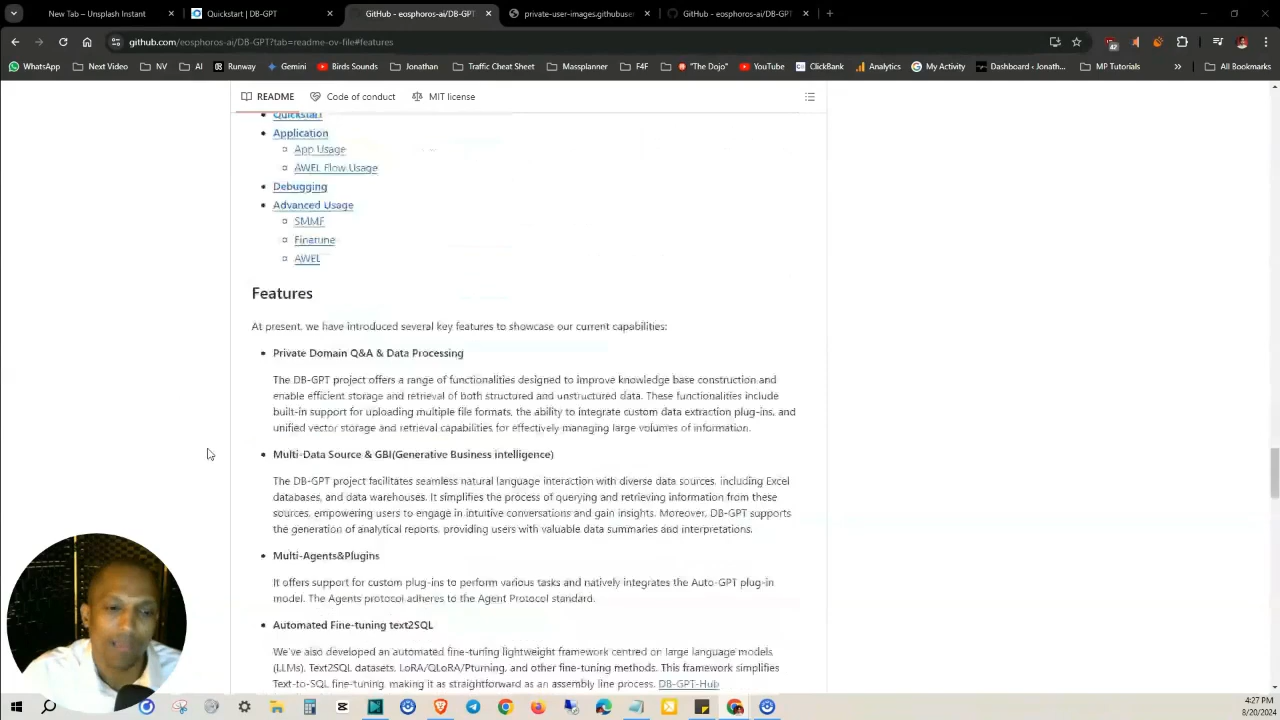 New Tab – Unsplash Instant
Quickstart | DB-GPT
GitHub - eosphoros-ai/DB-GPT
private-user-images.githubuser
GitHub - eosphoros-ai/DB-GPT
github.com/eosphoros-ai/DB-GPT?tab=readme-ov-file#features
42
WhatsApp
Next Video
NV
AI
Runway
Gemini
Birds Sounds
Jonathan
Traffic Cheat Sheet
Massplanner
F4F
"The Dojo"
YouTube
ClickBank
Analytics
My Activity
Dashboard ‹ Jonath...
MP Tutorials
All Bookmarks
README
Code of conduct
MIT license
Quickstart
Application
App Usage
AWEL Flow Usage
Debugging
Advanced Usage
SMMF
Finetune
AWEL
Features
At present, we have introduced several key features to showcase our current capabilities:
Private Domain Q&A & Data Processing
The DB-GPT project offers a range of functionalities designed to improve knowledge base construction and
enable efficient storage and retrieval of both structured and unstructured data. These functionalities include
built-in support for uploading multiple file formats, the ability to integrate custom data extraction plug-ins, and
unified vector storage and retrieval capabilities for effectively managing large volumes of information.
Multi-Data Source & GBI(Generative Business intelligence)
The DB-GPT project facilitates seamless natural language interaction with diverse data sources, including Excel
databases, and data warehouses. It simplifies the process of querying and retrieving information from these
sources, empowering users to engage in intuitive conversations and gain insights. Moreover, DB-GPT supports
the generation of analytical reports, providing users with valuable data summaries and interpretations.
Multi-Agents&Plugins
It offers support for custom plug-ins to perform various tasks and natively integrates the Auto-GPT plug-in
model. The Agents protocol adheres to the Agent Protocol standard.
Automated Fine-tuning text2SQL
We've also developed an automated fine-tuning lightweight framework centred on large language models
(LLMs), Text2SQL datasets, LoRA/QLoRA/Pturning, and other fine-tuning methods. This framework simplifies
Text-to-SQL fine-tuning, making it as straightforward as an assembly line process. DB-GPT-Hub
4:27 PM
8/20/2024